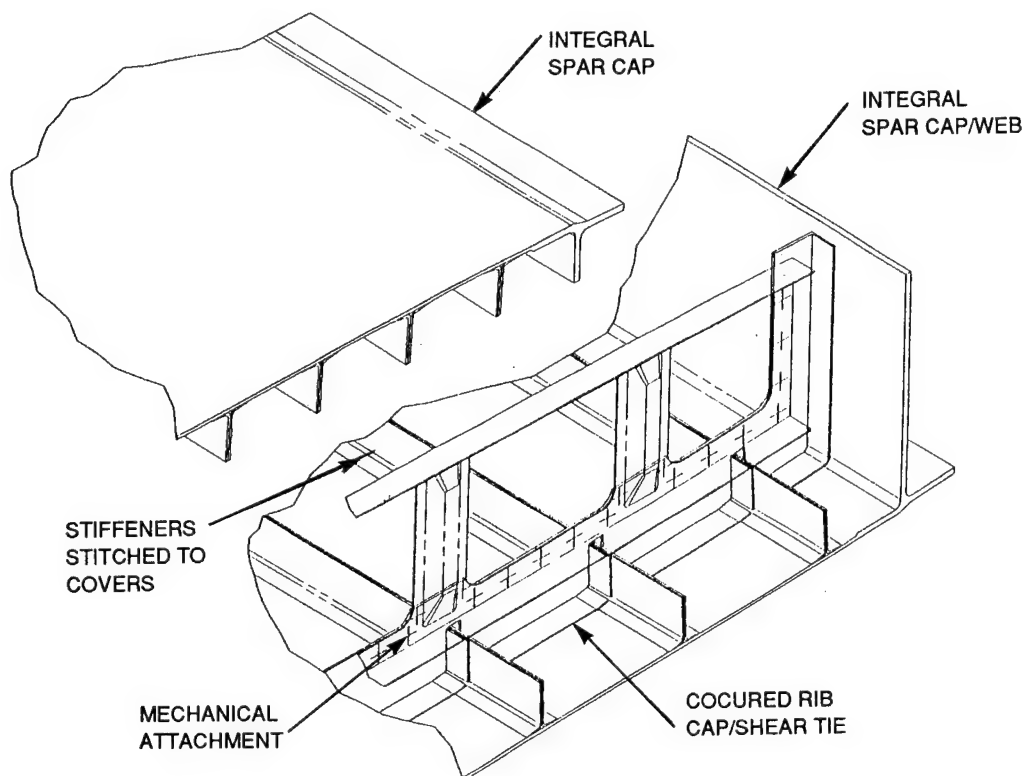 INTEGRAL
SPAR CAP
INTEGRAL
SPAR CAP/WEB
STIFFENERS
STITCHED TO
COVERS
MECHANICAL
ATTACHMENT
COCURED RIB
CAP/SHEAR TIE